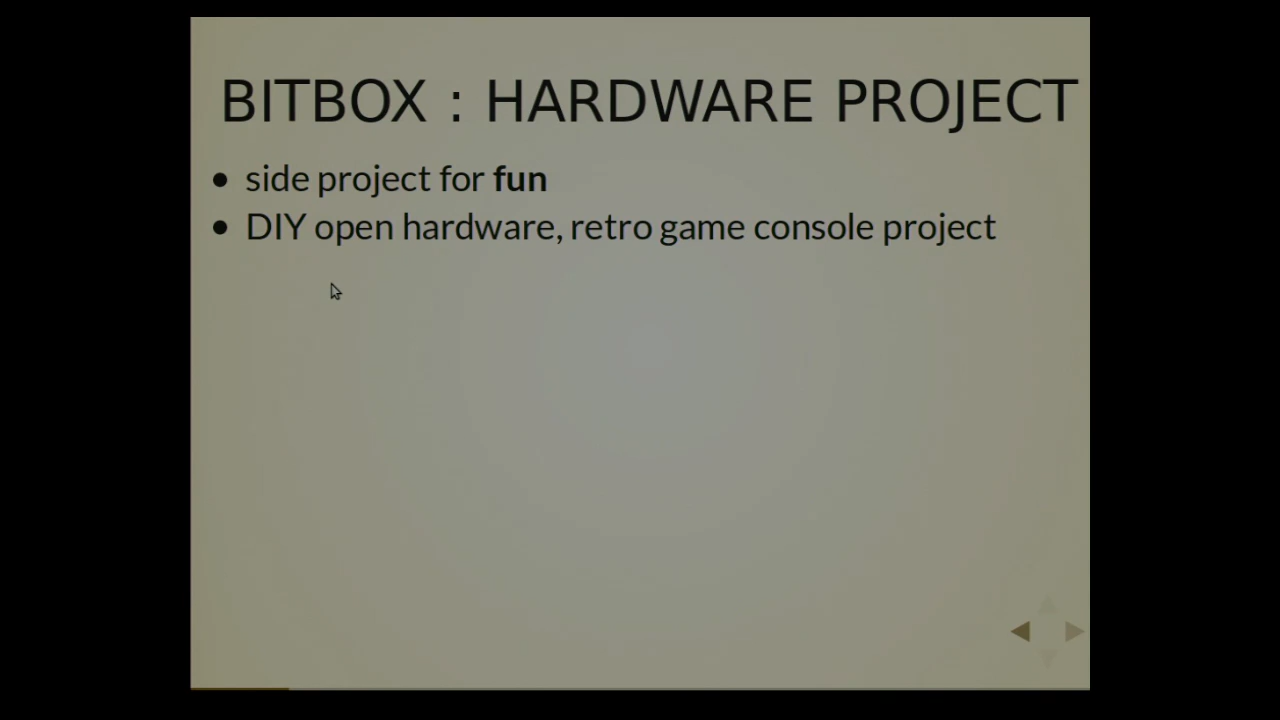 BITBOX : HARDWARE PROJECT
side project for fun
DIY open hardware, retro game console project